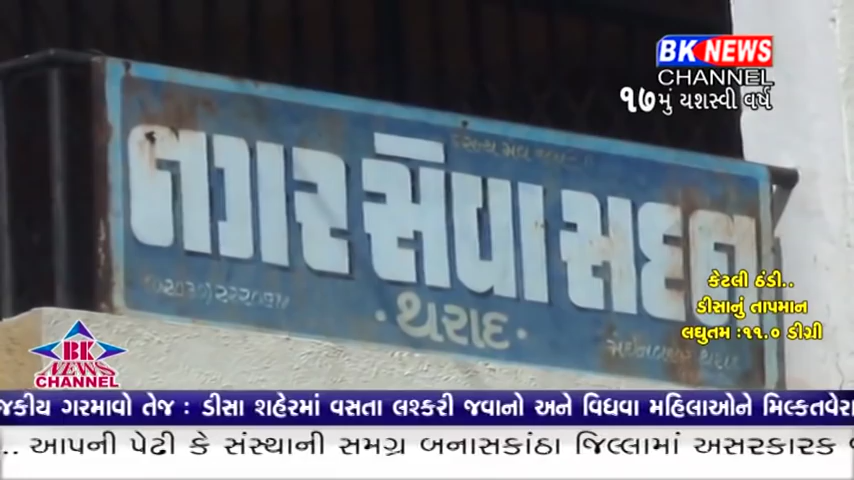 BK NEWS
CHANNEL
૧૭મું યશસ્વી વર્ષ
નગર સેવા સદન
• થરાદ •
કેટલી ઠંડી..
ડીસાનું તાપમાન
લઘુતમ :૧૧.૦ ડીગ્રી
BK
NEWS
CHANNEL
જકીય ગરમાવો તેજ : ડીસા શહેરમાં વસતા લશ્કરી જવાનો અને વિધવા મહિલાઓને મિલ્કતવેરા
.. આપની પેઢી કે સંસ્થાની સમગ્ર બનાસકાંઠા જિલ્લામાં અસરકારક